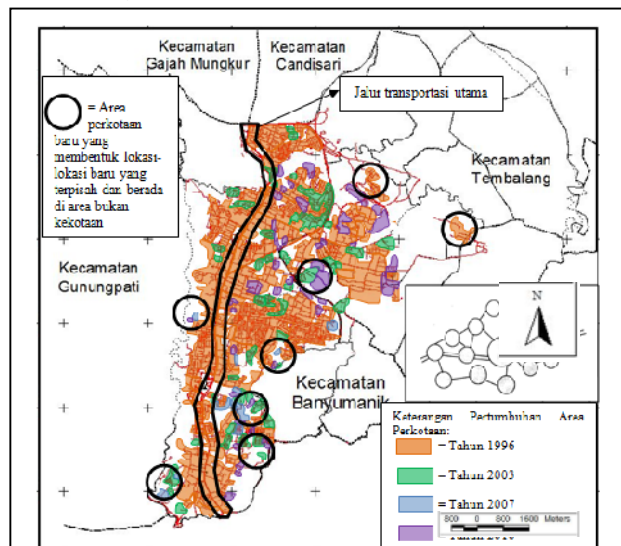 Kecamatan
Gajah Mungkur
Kecamatan
Candisari
Jalur transportasi utama
= Area
perkotaan
baru yang
membentuk lokasi-
lokasi baru yang
terpisah dan berada
di area bukan
kekotaan
Kecamatan
Tembalang
Kecamatan
Gunungpati
N
Kecamatan
Banyumanik
Keterangan Pertumbuhan Area
Perkotaan:
= Tahun 1996
= Tahun 2003
= Tahun 2007
800 0 800 1600 Meters